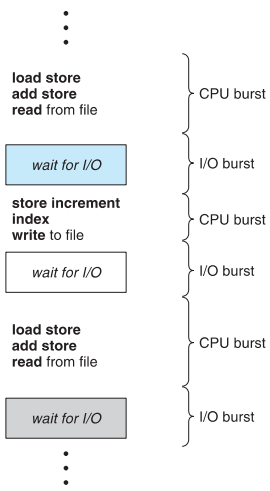 load store
add store
read from file
CPU burst
wait for I/O
I/O burst
store increment
index
write to file
CPU burst
wait for I/O
I/O burst
load store
add store
read from file
CPU burst
wait for I/O
I/O burst